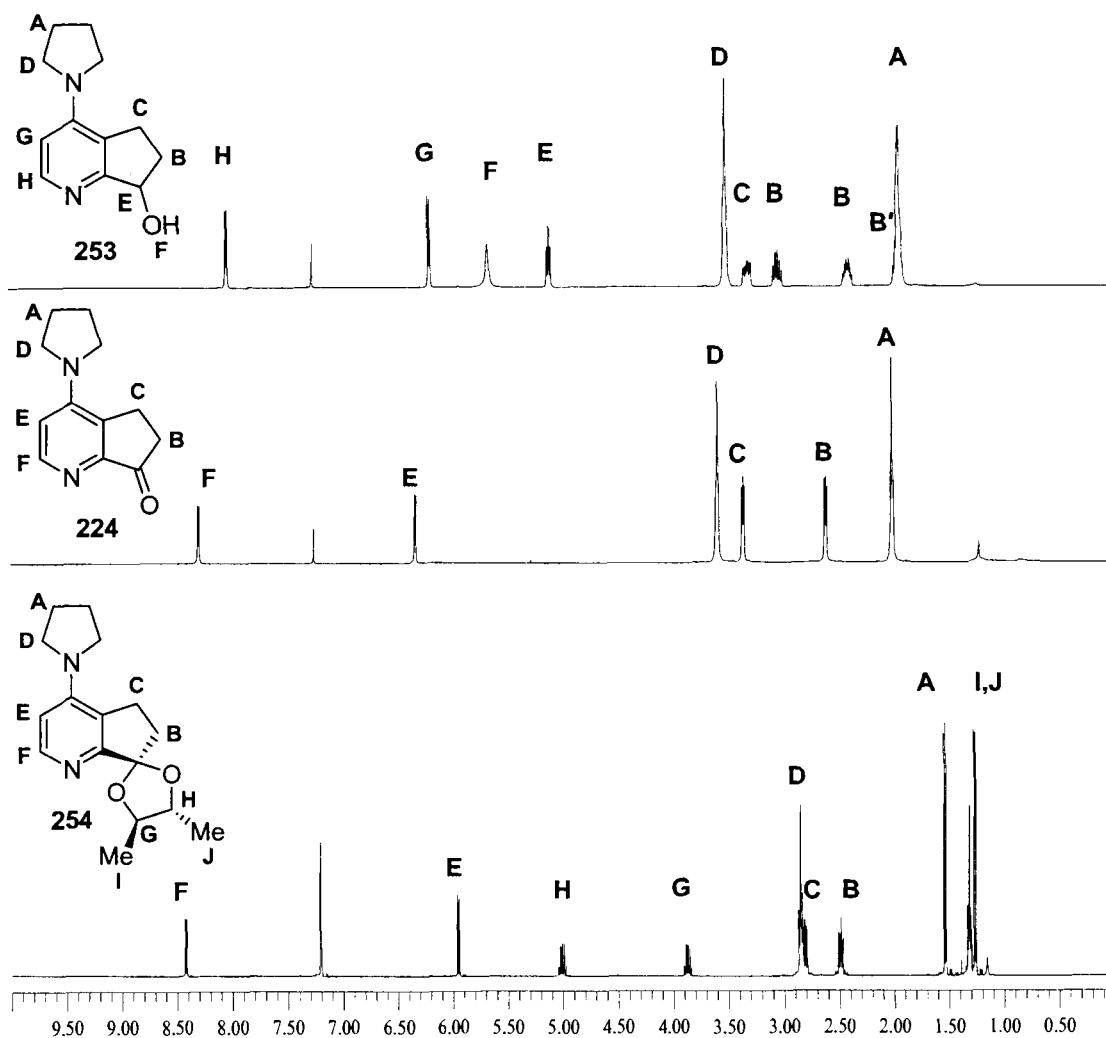 A
D
N
C
G
B
H
N
E
OH
253
F
H
G
F
E
D
C
B
B
B'
A
A
D
N
C
E
B
F
N
O
224
F
E
D
C
B
A
A
D
N
C
E
B
F
N
O
O
H
254
G
Me
Me
J
I
F
E
H
G
D
C
B
A
I,J
9.50 9.00 8.50 8.00 7.50 7.00 6.50 6.00 5.50 5.00 4.50 4.00 3.50 3.00 2.50 2.00 1.50 1.00 0.50